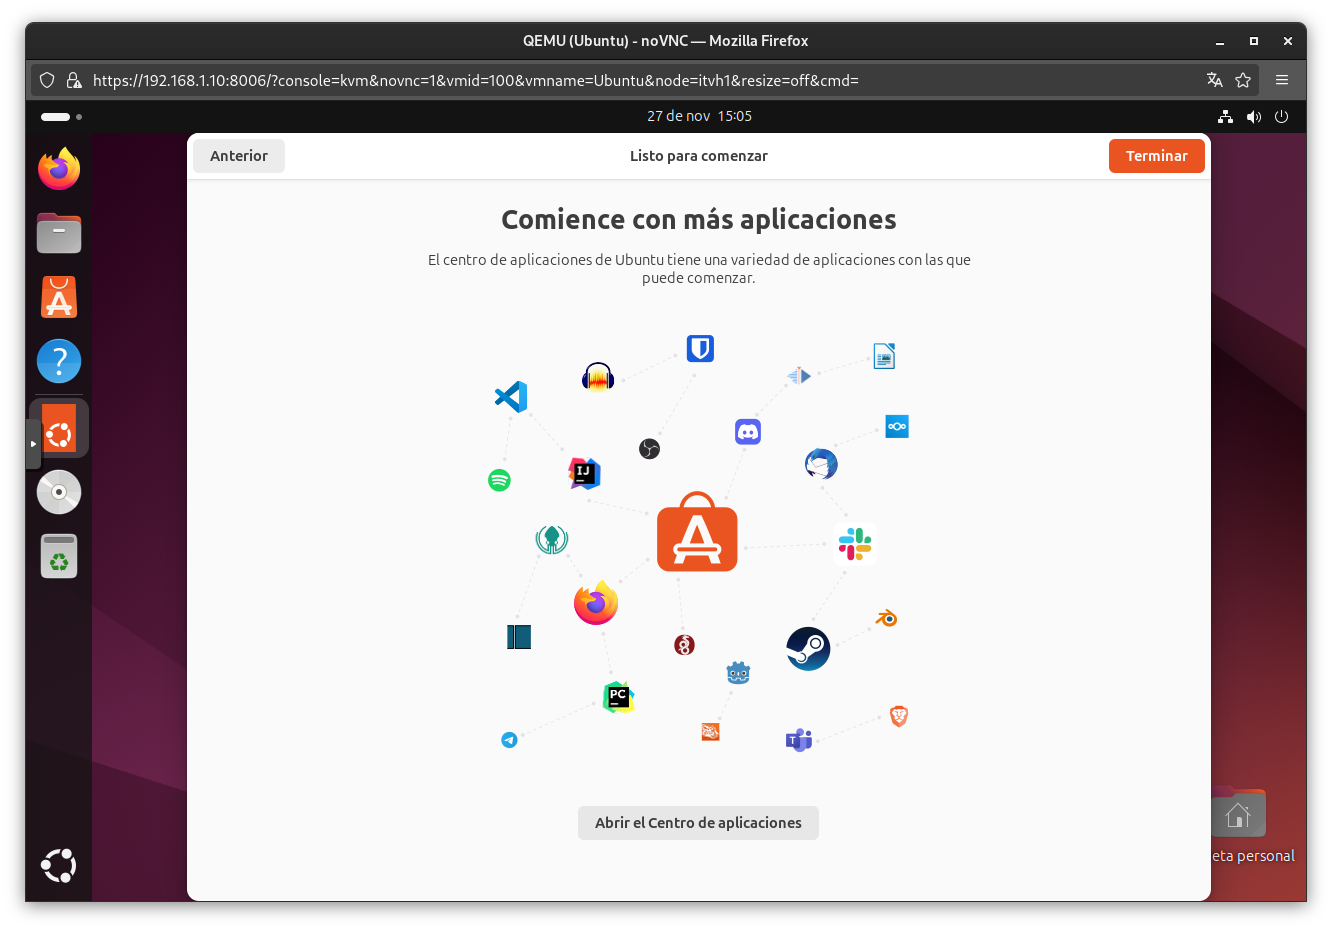 QEMU (Ubuntu) - noVNC — Mozilla Firefox
https://192.168.1.10:8006/?console=kvm&novnc=1&vmid=100&vmname=Ubuntu&node=itvh1&resize=off&cmd=
27 de nov 15:05
Anterior
Listo para comenzar
Terminar
Comience con más aplicaciones
El centro de aplicaciones de Ubuntu tiene una variedad de aplicaciones con las que
puede comenzar.
IJ
PC
T
Abrir el Centro de aplicaciones
eta personal